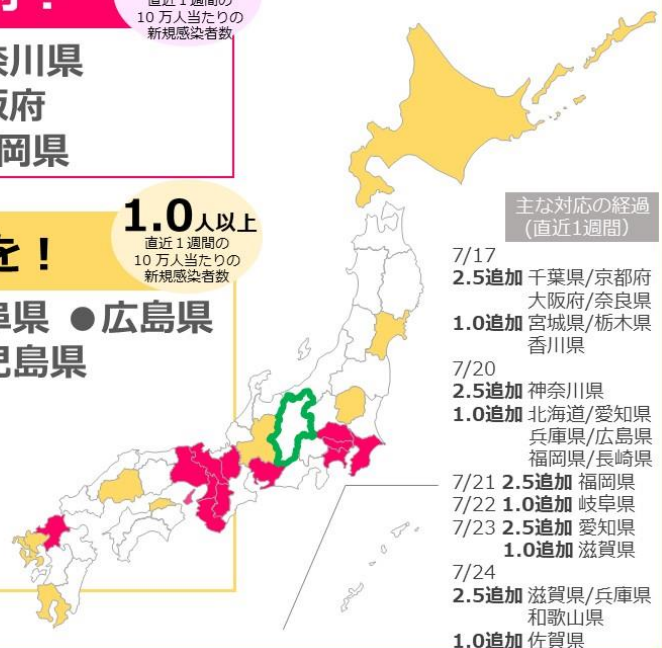 ！
直近１週間の
10 万人当たりの
新規感染者数
川県
府
岡県
を！
1.0人以上
直近１週間の
10 万人当たりの
新規感染者数
県 ●広島県
児島県
主な対応の経過
(直近1週間)
7/17
2.5追加 千葉県/京都府
大阪府/奈良県
1.0追加 宮城県/栃木県
香川県
7/20
2.5追加 神奈川県
1.0追加 北海道/愛知県
兵庫県/広島県
福岡県/長崎県
7/21 2.5追加 福岡県
7/22 1.0追加 岐阜県
7/23 2.5追加 愛知県
1.0追加 滋賀県
7/24
2.5追加 滋賀県/兵庫県
和歌山県
1.0追加 佐賀県